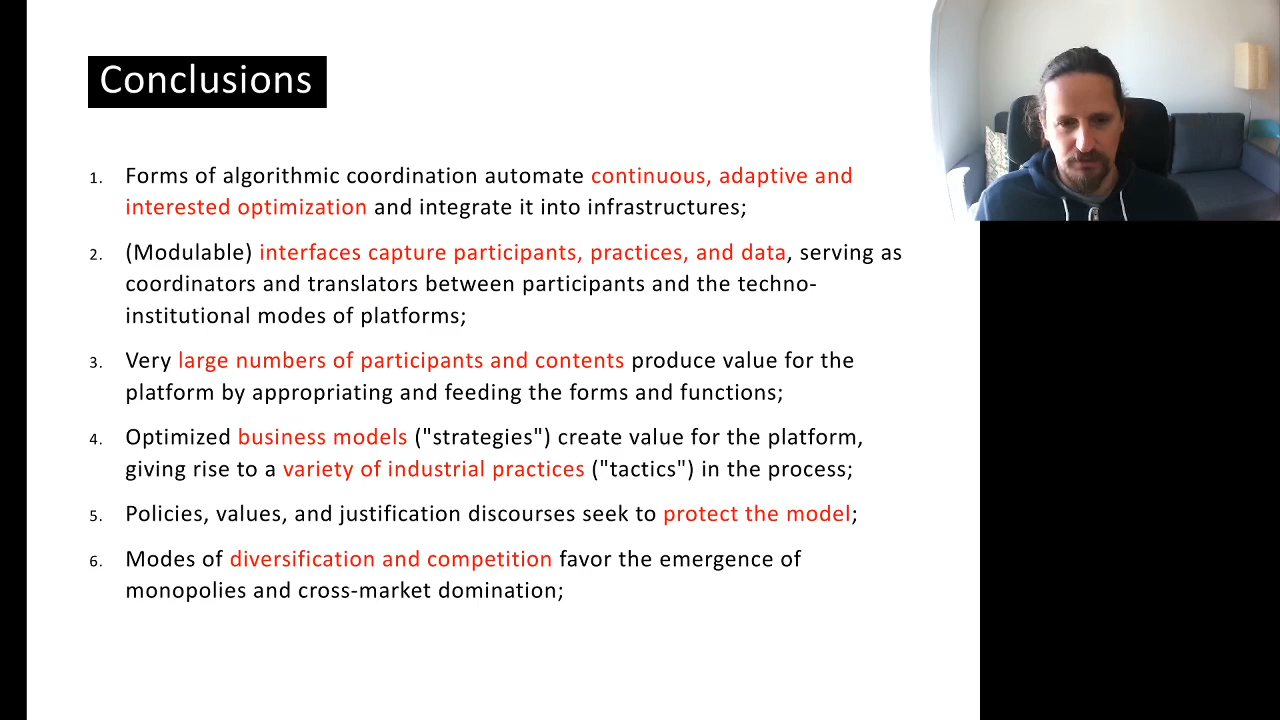 Conclusions
1. Forms of algorithmic coordination automate continuous, adaptive and
interested optimization and integrate it into infrastructures;
2. (Modulable) interfaces capture participants, practices, and data, serving as
coordinators and translators between participants and the techno-
institutional modes of platforms;
3. Very large numbers of participants and contents produce value for the
platform by appropriating and feeding the forms and functions;
4. Optimized business models ("strategies") create value for the platform,
giving rise to a variety of industrial practices ("tactics") in the process;
5. Policies, values, and justification discourses seek to protect the model;
6. Modes of diversification and competition favor the emergence of
monopolies and cross-market domination;